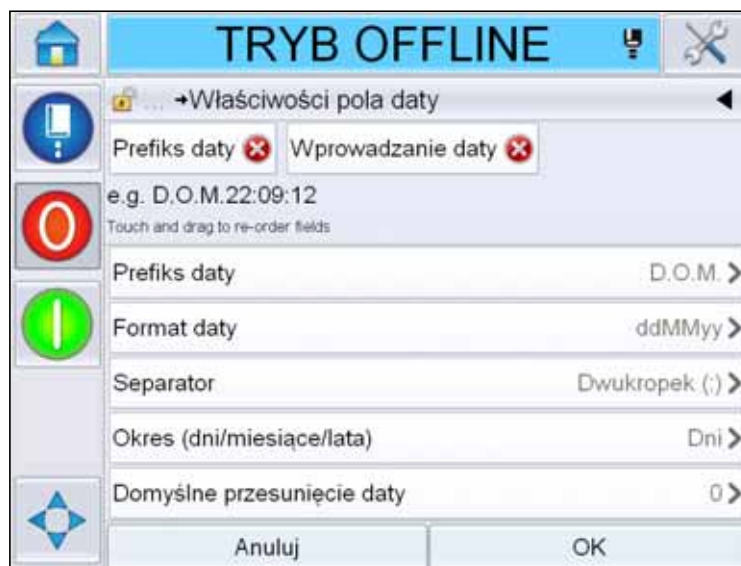 TRYB OFFLINE
... →Właściwości pola daty
Prefiks daty Wprowadzanie daty
e.g. D.O.M.22:09:12
Touch and drag to re-order fields
Prefiks daty D.O.M.
Format daty ddMMyy
Separator Dwukropek (:)
Okres (dni/miesiące/lata) Dni
Domyślne przesunięcie daty 0
Anuluj OK